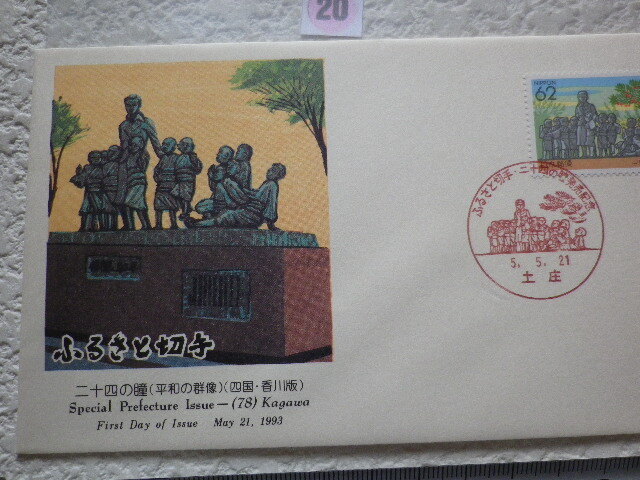 20
NIPPON
62
ふるさと切手・二十四の瞳発売記念
5. 5. 21
土庄
ふるさと切手
二十四の瞳(平和の群像)(四国・香川版)
Special Prefecture Issue—(78) Kagawa
First Day of Issue May 21, 1993